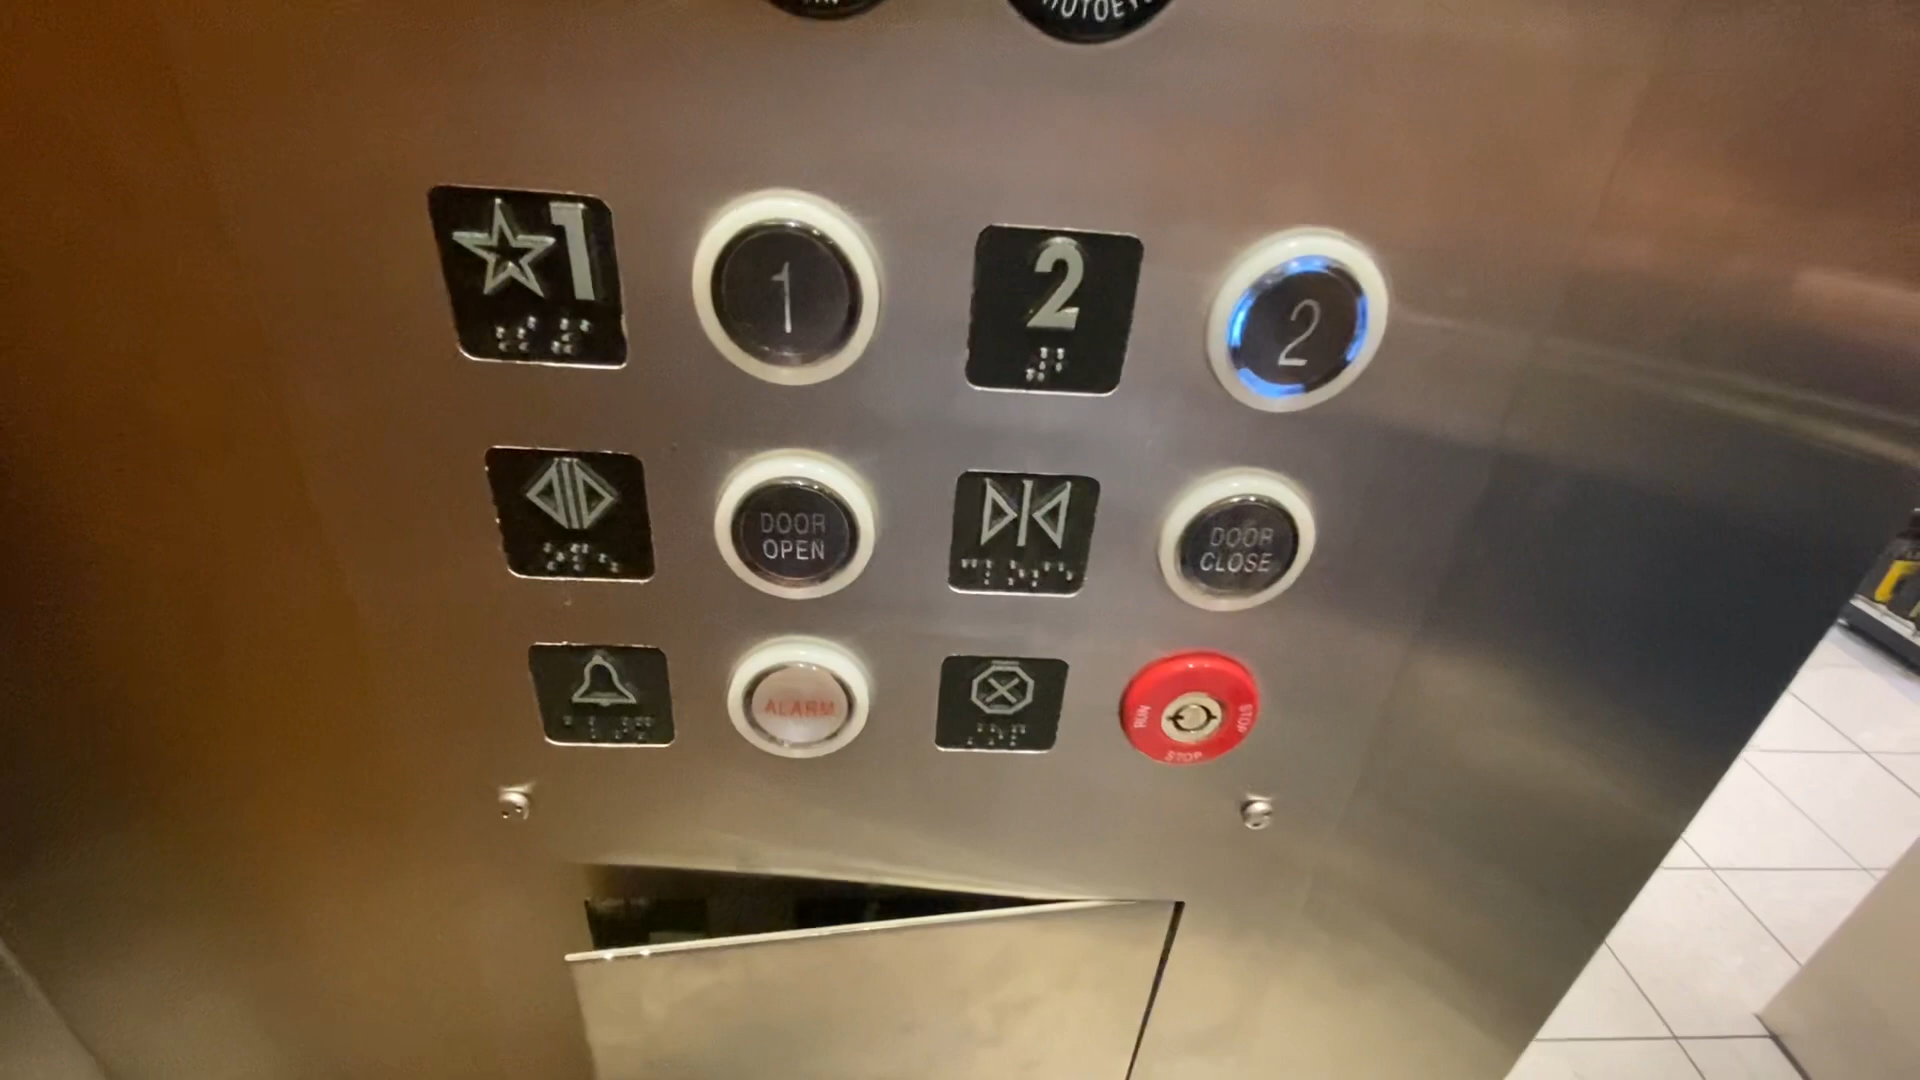 1
1
2
2
DOOR
OPEN
DOOR
CLOSE
ALARM
RUN
STOP
STOP